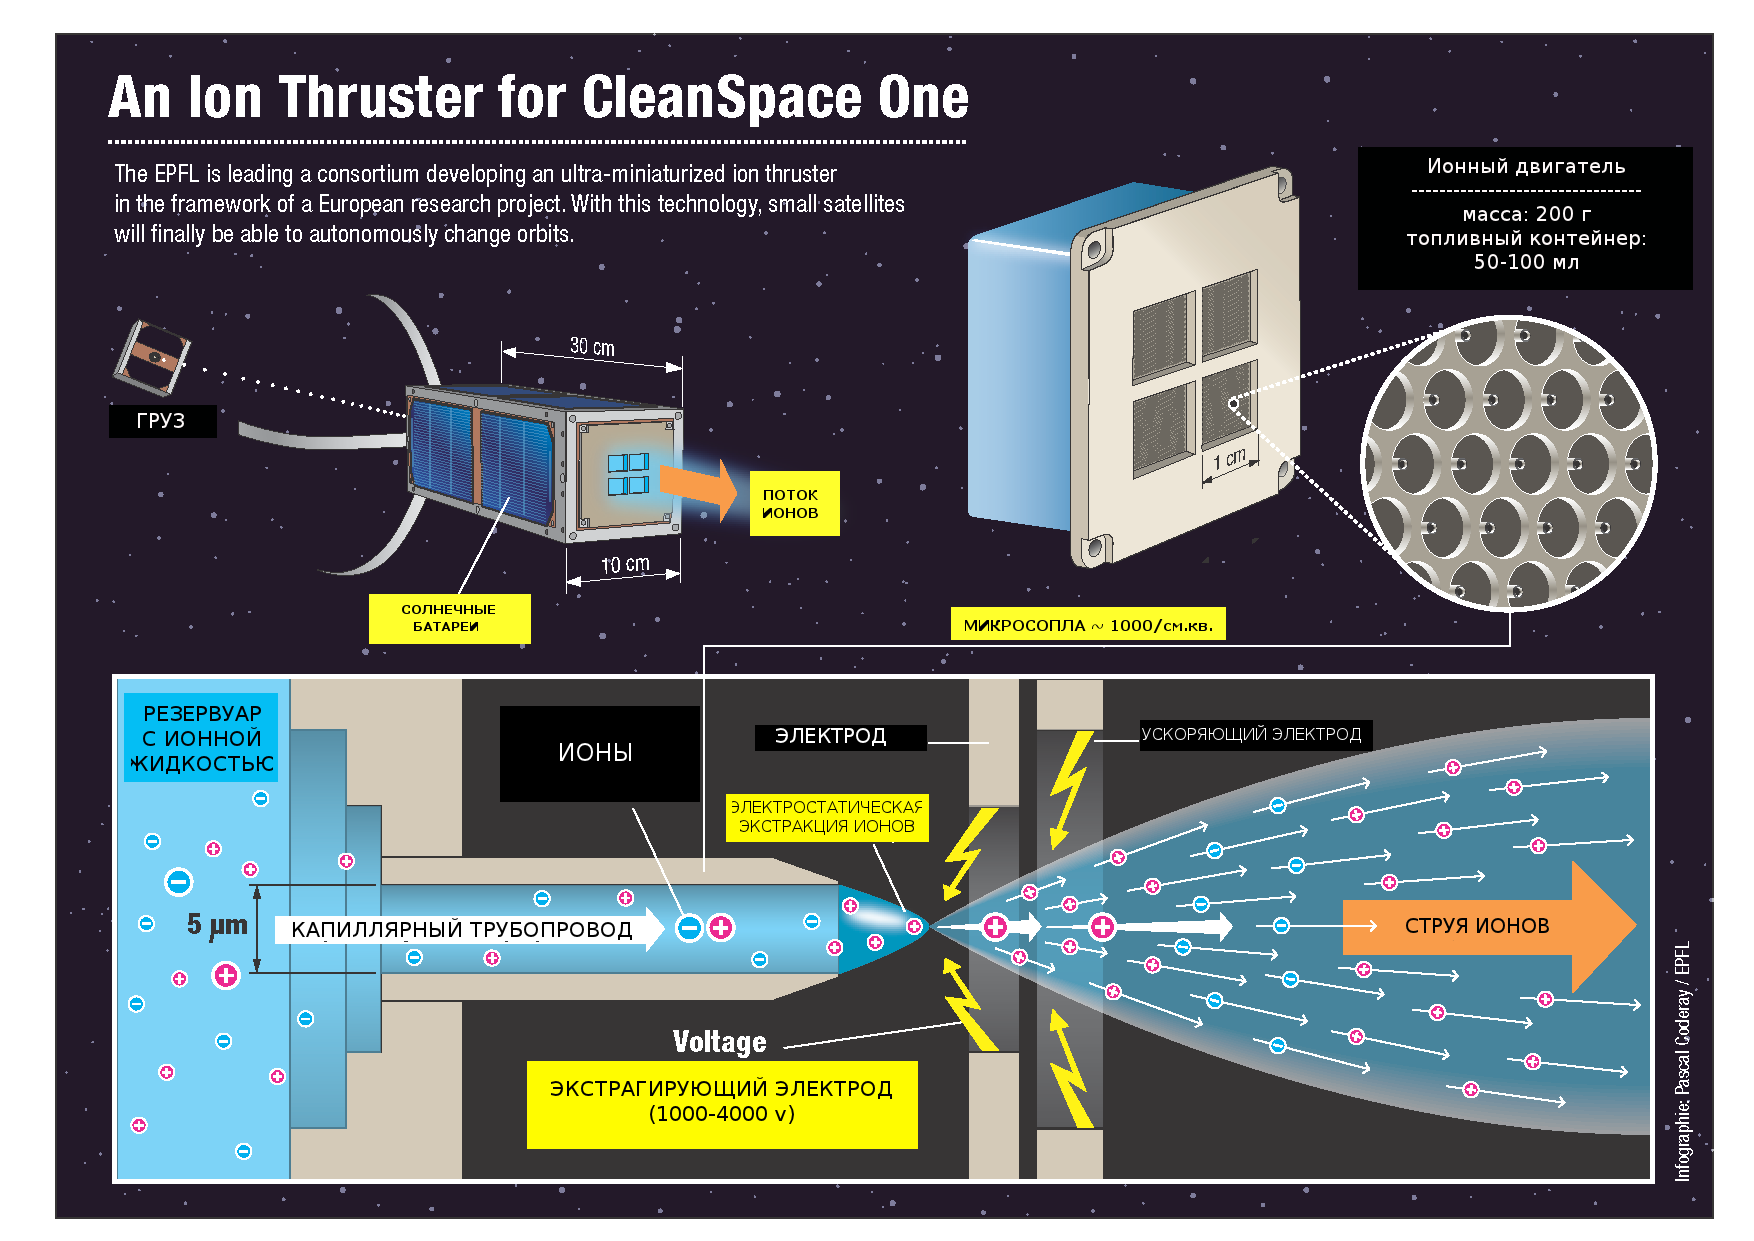 An Ion Thruster for CleanSpace One
The EPFL is leading a consortium developing an ultra-miniaturized ion thruster
in the framework of a European research project. With this technology, small satellites
will finally be able to autonomously change orbits.
Ионный двигатель
---------------------------------
масса: 200 г
топливный контейнер:
50-100 мл
30 cm
ГРУЗ
1 cm
ПОТОК
ИОНОВ
10 cm
СОЛНЕЧНЫЕ
БАТАРЕИ
МИКРОСОПЛА ~ 1000/см.кв.
РЕЗЕРВУАР
С ИОННОЙ
ЖИДКОСТЬЮ
ИОНЫ
ЭЛЕКТРОД
УСКОРЯЮЩИЙ ЭЛЕКТРОД
ЭЛЕКТРОСТАТИЧЕСКАЯ
ЭКСТРАКЦИЯ ИОНОВ
5 µm
КАПИЛЛЯРНЫЙ ТРУБОПРОВОД
СТРУЯ ИОНОВ
Voltage
ЭКСТРАГИРУЮЩИЙ ЭЛЕКТРОД
(1000-4000 v)
Infographie: Pascal Coderay / EPFL